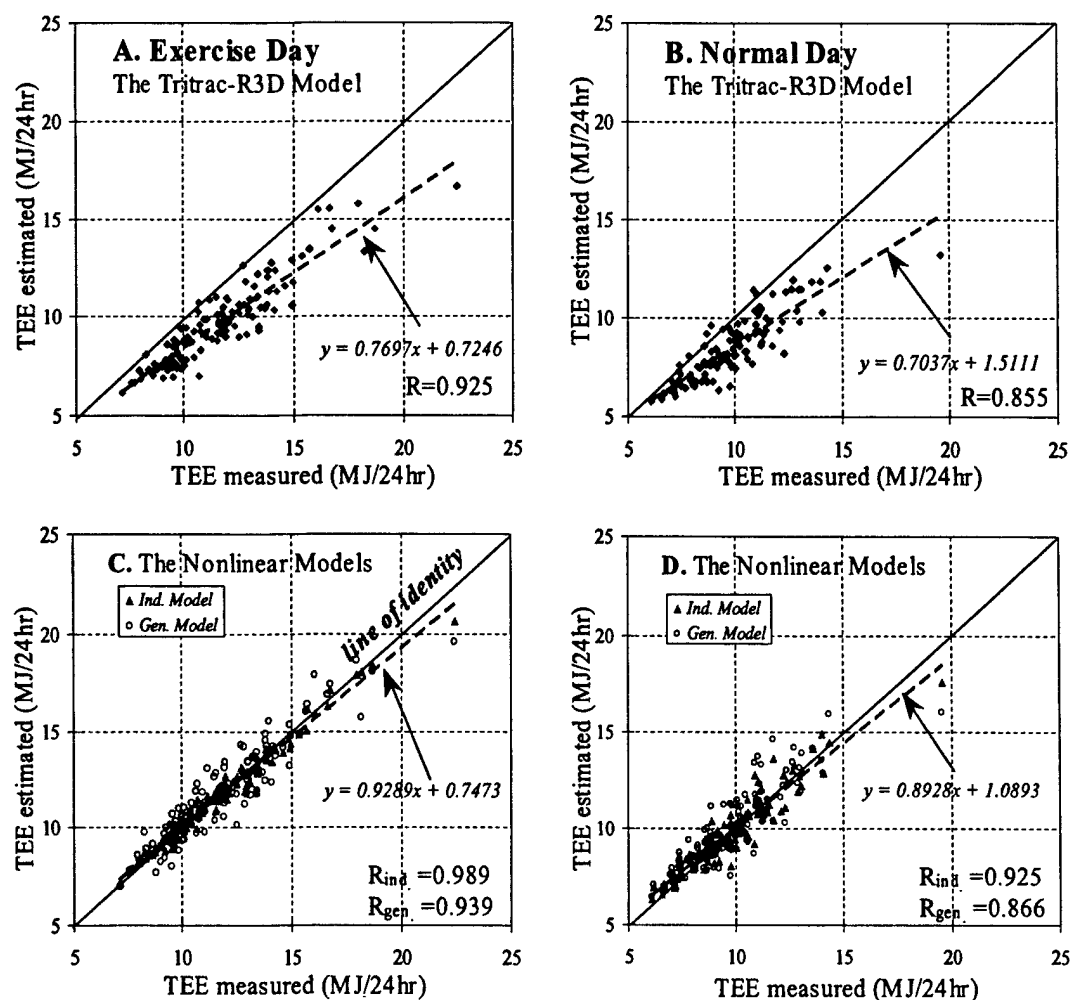 A. Exercise Day
The Tritrac-R3D Model
TEE estimated (MJ/24hr)
25
20
15
10
5
y = 0.7697x + 0.7246
R=0.925
5 10 15 20 25
TEE measured (MJ/24hr)
B. Normal Day
The Tritrac-R3D Model
TEE estimated (MJ/24hr)
25
20
15
10
5
y = 0.7037x + 1.5111
R=0.855
5 10 15 20 25
TEE measured (MJ/24hr)
C. The Nonlinear Models
Ind. Model
Gen. Model
line of identity
TEE estimated (MJ/24hr)
25
20
15
10
5
y = 0.9289x + 0.7473
Rind. =0.989
Rgen. =0.939
5 10 15 20 25
TEE measured (MJ/24hr)
D. The Nonlinear Models
Ind. Model
Gen. Model
TEE estimated (MJ/24hr)
25
20
15
10
5
y = 0.8928x + 1.0893
Rind. =0.925
Rgen. =0.866
5 10 15 20 25
TEE measured (MJ/24hr)